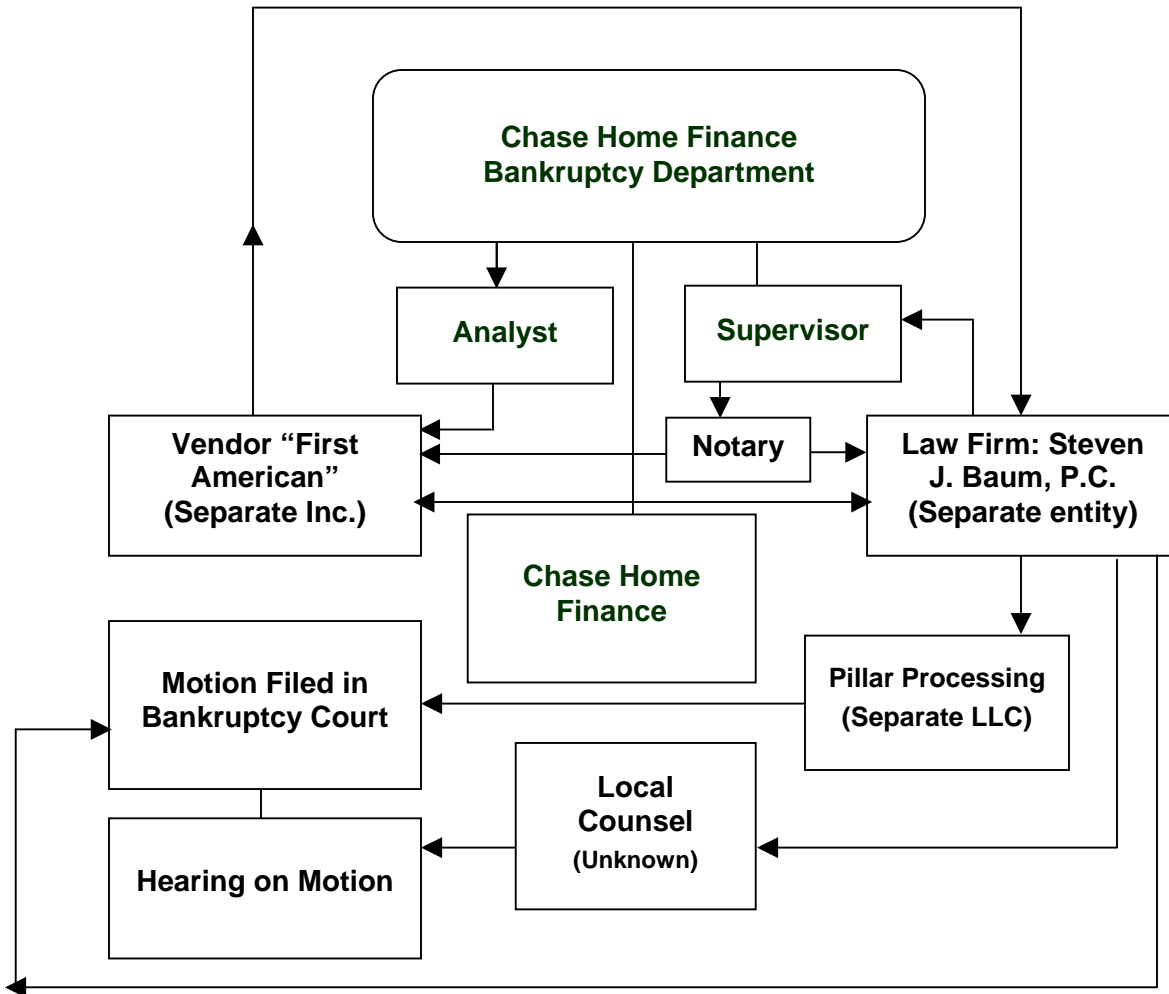 Chase Home Finance
Bankruptcy Department
Analyst
Supervisor
Vendor “First
American”
(Separate Inc.)
Notary
Law Firm: Steven
J. Baum, P.C.
(Separate entity)
Chase Home
Finance
Motion Filed in
Bankruptcy Court
Pillar Processing
(Separate LLC)
Local
Counsel
(Unknown)
Hearing on Motion